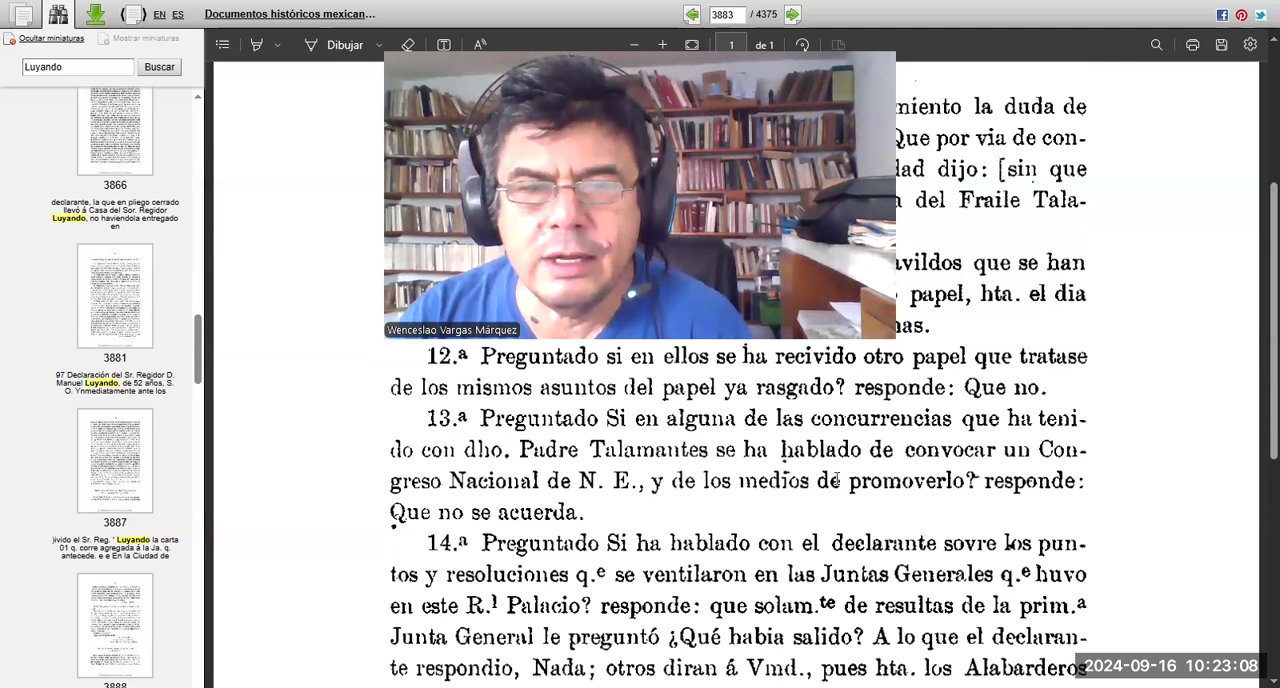 EN ES
Documentos históricos mexican...
3883 / 4375
Ocultar miniaturas
Mostrar miniaturas
Luyando
Buscar
Dibujar
1
de 1
3866
declarante, la que en pliego cerrado
llevó á Casa del Sor. Regidor
Luyando, no haviendola entregado
en
3881
97 Declaración del Sr. Regidor D.
Manuel Luyando, de 52 años, S.
O. Ynmediatamente ante los
3887
)ivido el Sr. Reg. ' Luyando la carta
01 q. corre agregada á la Ja. q.
antecede. e e En la Ciudad de
3888
miento la duda de
Que por via de con-
dad dijo: [sin que
a del Fraile Tala-
avildos que se han
papel, hta. el dia
nas.
Wenceslao Vargas Márquez
12.ª Preguntado si en ellos se ha recivido otro papel que tratase
de los mismos asuntos del papel ya rasgado? responde: Que no.
13.ª Preguntado Si en alguna de las concurrencias que ha teni-
do con dho. Padre Talamantes se ha hablado de convocar un Con-
greso Nacional de N. E., y de los medios de promoverlo? responde:
Que no se acuerda.
14.ª Preguntado Si ha hablado con el declarante sovre los pun-
tos y resoluciones q.e se ventilaron en las Juntas Generales q.e huvo
en este R.l Palacio? responde: que solam.te de resultas de la prim.a
Junta General le preguntó ¿Qué habia salido? A lo que el declaran-
te respondio, Nada; otros diran á Vmd., pues hta. los Alabarderos
2024-09-16 10:23:08